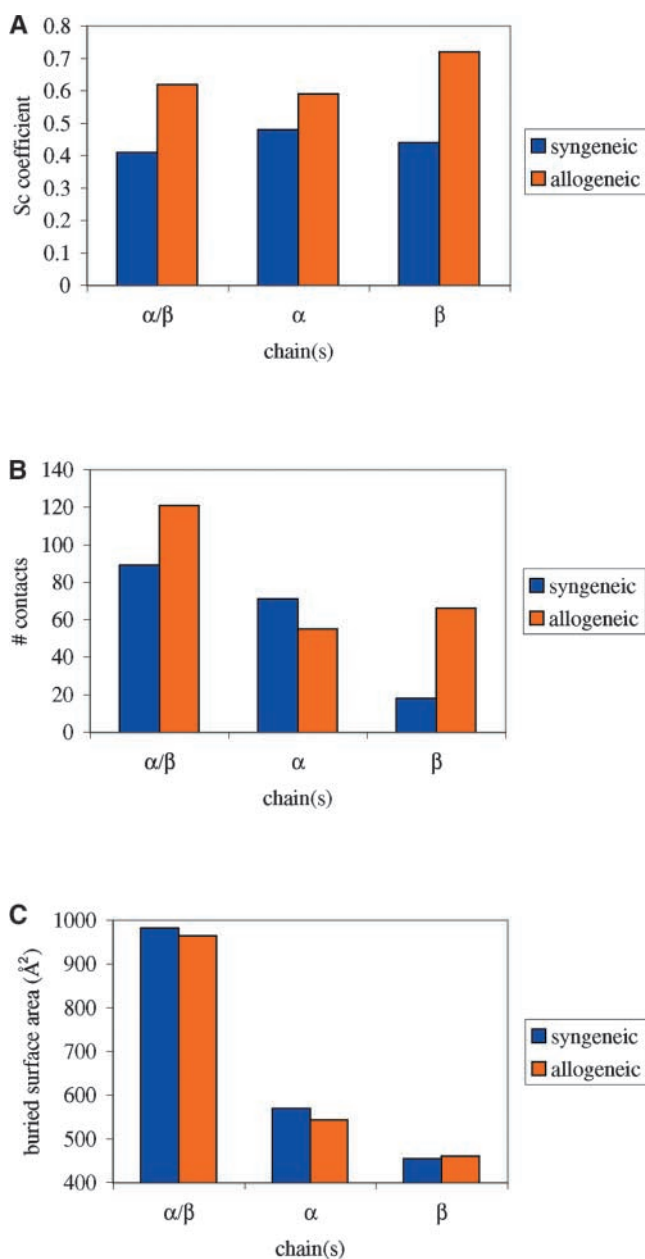 A
0.8
0.7
0.6
0.5
0.4
0.3
0.2
0.1
0
Sc coefficient
α/β α β
chain(s)
syngeneic
allogeneic
B
140
120
100
80
60
40
20
0
# contacts
α/β α β
chain(s)
syngeneic
allogeneic
C
1000
900
800
700
600
500
400
buried surface area (Å²)
α/β α β
chain(s)
syngeneic
allogeneic